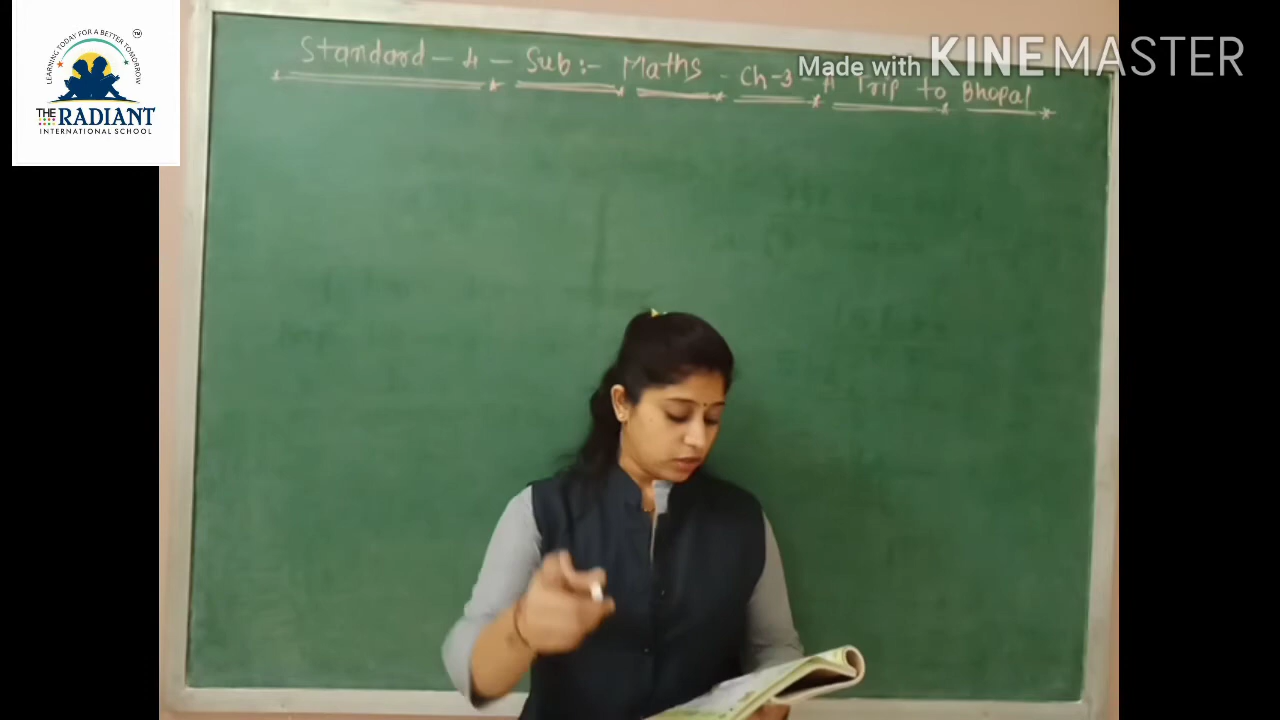 LEARNING TODAY FOR A BETTER TOMORROW
TM
THE RADIANT
INTERNATIONAL SCHOOL
Made with KINEMASTER
Standard - 4 - Sub:- Maths - Ch-3 - A Trip to Bhopal